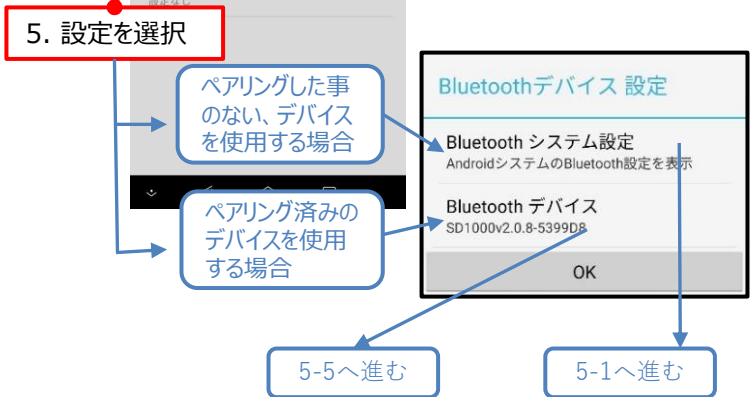 設定なし
5. 設定を選択
ペアリングした事
のない、デバイス
を使用する場合
ペアリング済みの
デバイスを使用
する場合
Bluetoothデバイス 設定
Bluetooth システム設定
AndroidシステムのBluetooth設定を表示
Bluetooth デバイス
SD1000v2.0.8-5399D8
OK
5-5へ進む
5-1へ進む